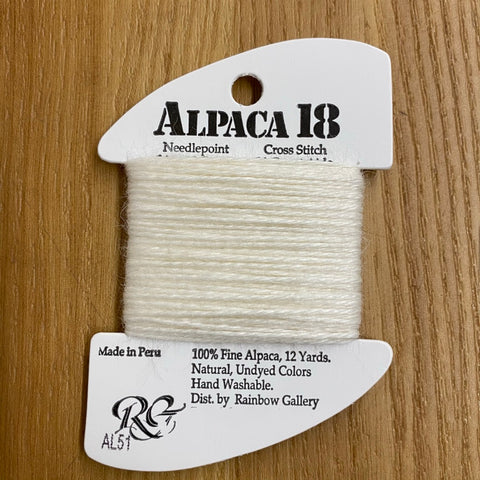 ALPACA 18
Needlepoint Cross Stitch
Made in Peru
100% Fine Alpaca, 12 Yards.
Natural, Undyed Colors
Hand Washable.
Dist. by Rainbow Gallery
RG
AL51